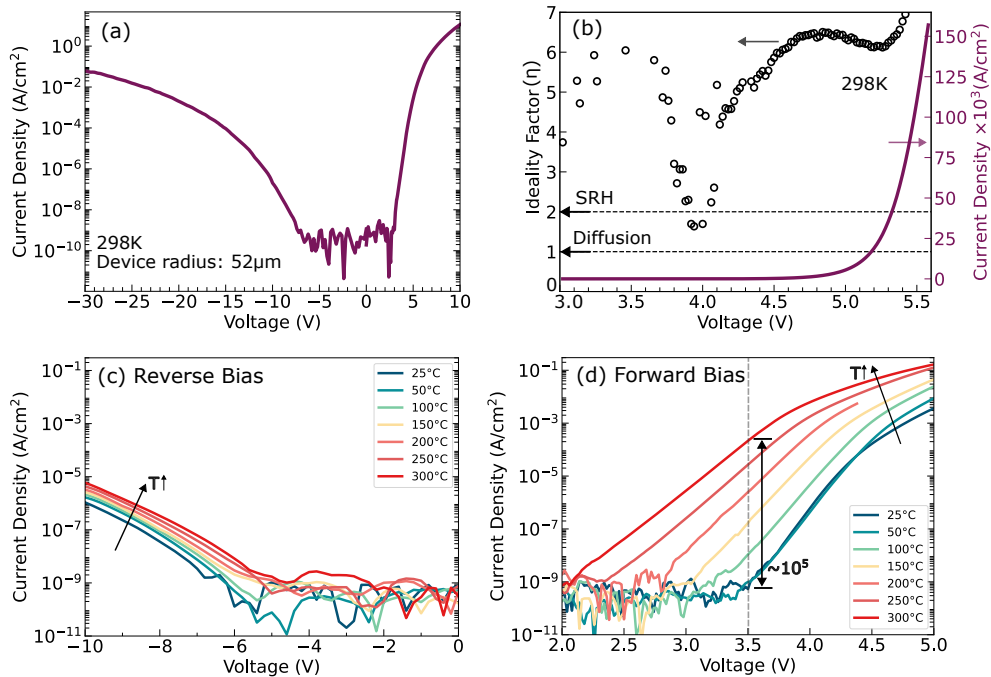 (a)
Current Density (A/cm²)
10⁰
10⁻²
10⁻⁴
10⁻⁶
10⁻⁸
10⁻¹⁰
298K
Device radius: 52μm
−30 −25 −20 −15 −10 −5 0 5 10
Voltage (V)
(b)
Ideality Factor (n)
7
6
5
4
3
2
1
0
298K
SRH
Diffusion
3.0 3.5 4.0 4.5 5.0 5.5
Voltage (V)
150
125
100
75
50
25
0
Current Density ×10³(A/cm²)
(c) Reverse Bias
Current Density (A/cm²)
10⁻¹
10⁻³
10⁻⁵
10⁻⁷
10⁻⁹
10⁻¹¹
T↑
25°C
50°C
100°C
150°C
200°C
250°C
300°C
−10 −8 −6 −4 −2 0
Voltage (V)
(d) Forward Bias
Current Density (A/cm²)
10⁻¹
10⁻³
10⁻⁵
10⁻⁷
10⁻⁹
10⁻¹¹
T↑
~10⁵
25°C
50°C
100°C
150°C
200°C
250°C
300°C
2.0 2.5 3.0 3.5 4.0 4.5 5.0
Voltage (V)